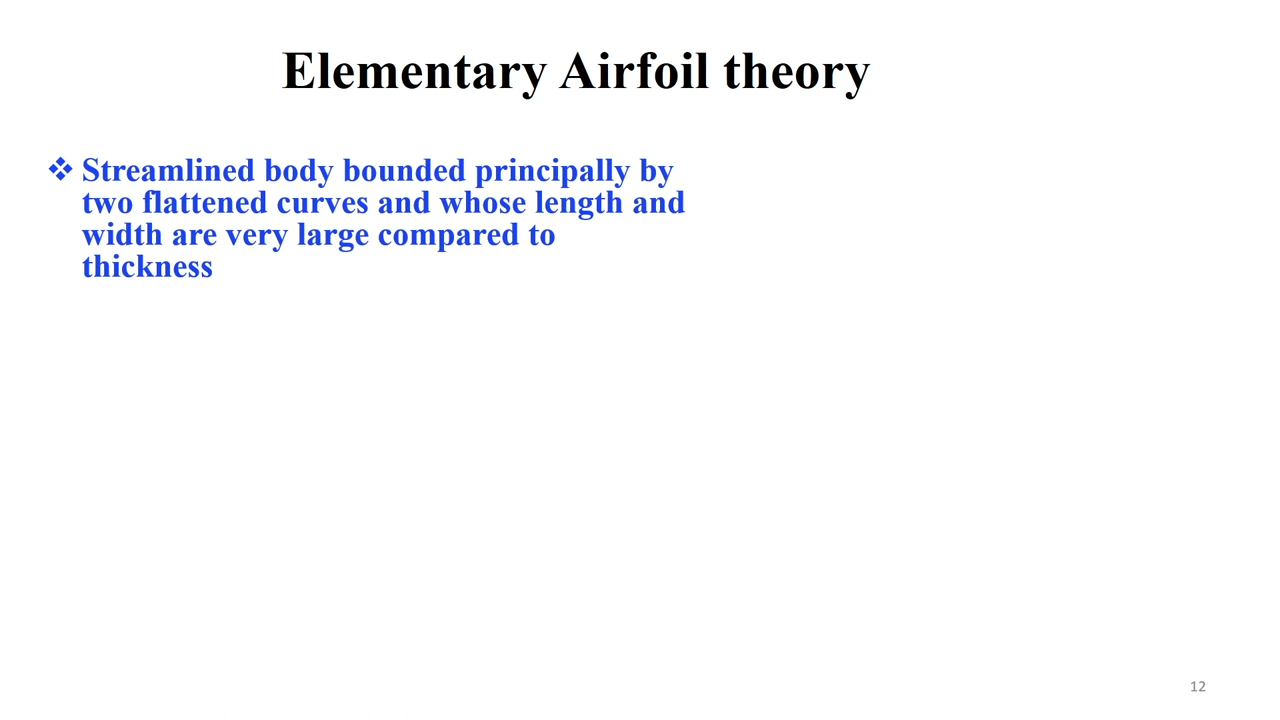 Elementary Airfoil theory
❖ Streamlined body bounded principally by
two flattened curves and whose length and
width are very large compared to
thickness
12